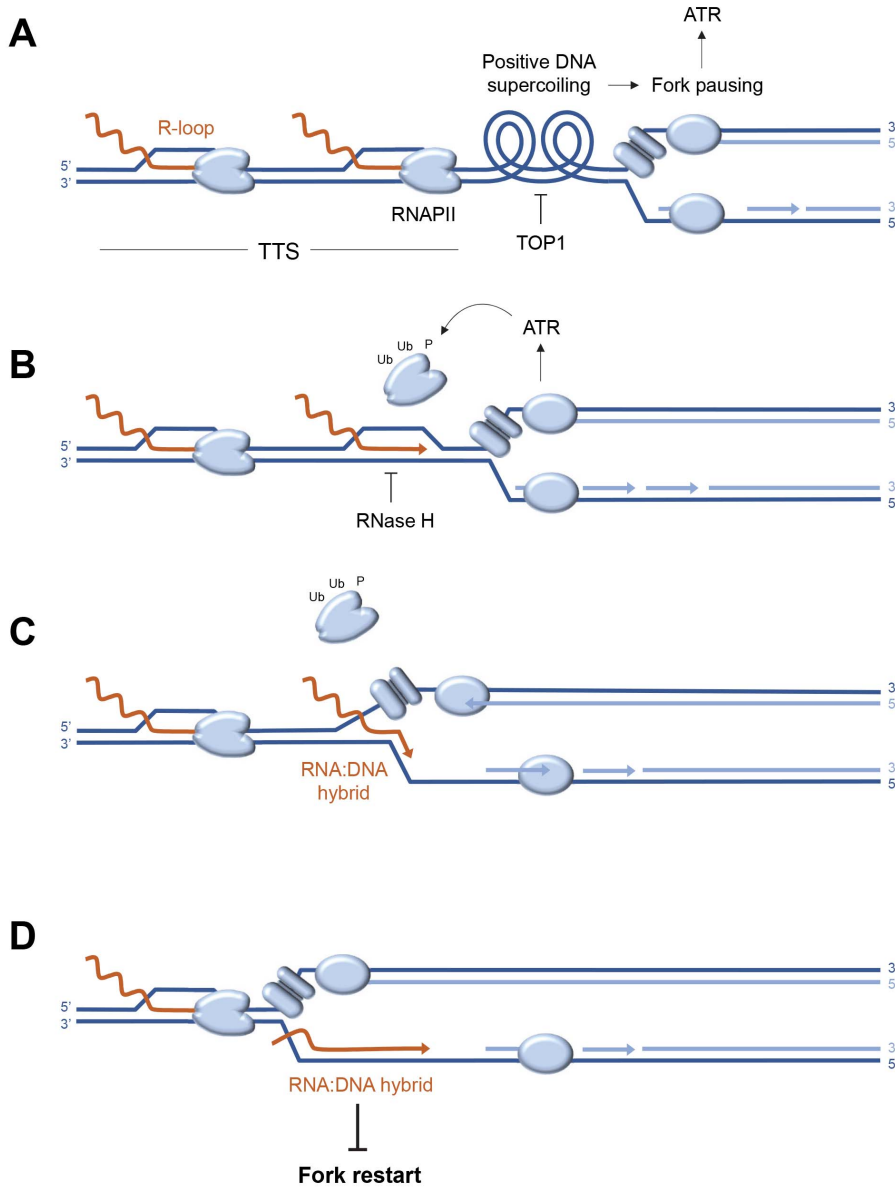 A
ATR
Positive DNA
supercoiling
Fork pausing
R-loop
3
5
5’
3’
RNAPII
TOP1
3
5
TTS
B
ATR
Ub Ub P
3
5
5’
3’
RNase H
3
5
C
Ub Ub P
3
5
5’
3’
RNA:DNA
hybrid
3
5
D
3
5
5’
3’
3
5
RNA:DNA hybrid
Fork restart